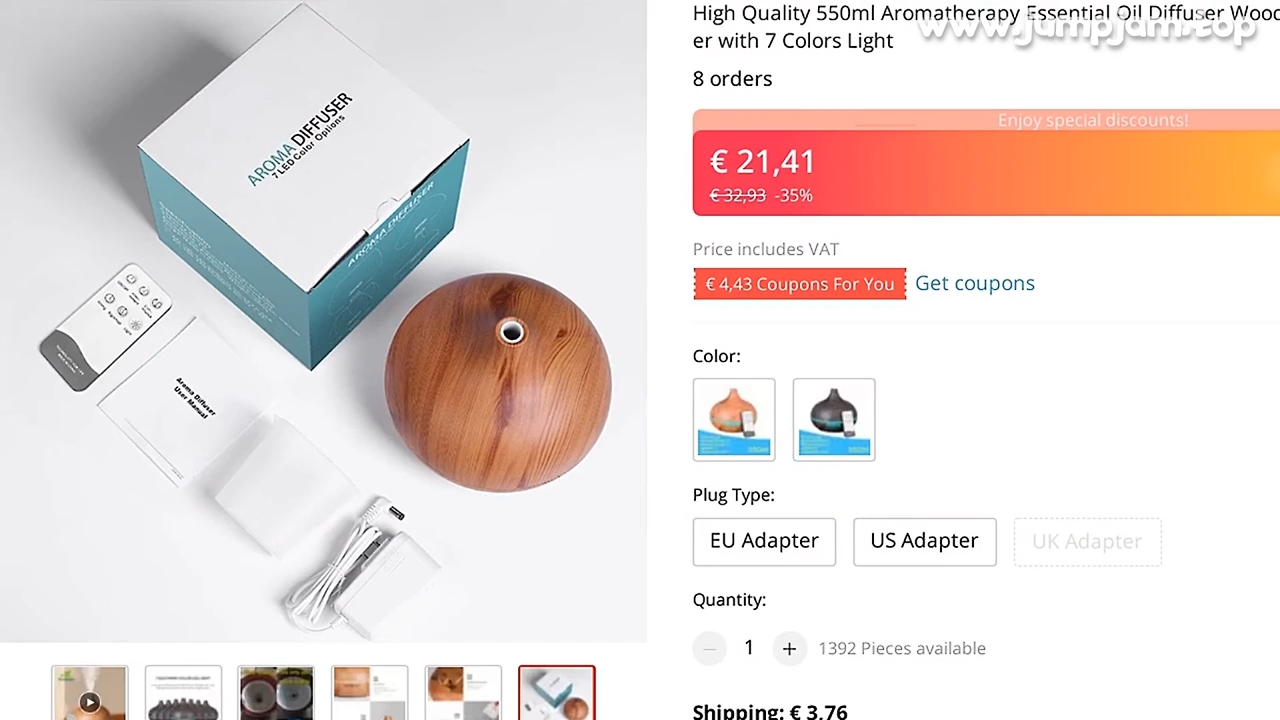 High Quality 550ml Aromatherapy Essential Oil Diffuser Wood
er with 7 Colors Light
www.jumpjam.top
8 orders
Enjoy special discounts!
€ 21,41
€ 32,93 -35%
Price includes VAT
€ 4,43 Coupons For You
Get coupons
Color:
Plug Type:
EU Adapter
US Adapter
UK Adapter
Quantity:
1
1392 Pieces available
Shipping: € 3,76
AROMA DIFFUSER
7 LED Color Options
AROMA DIFFUSER
Aroma Diffuser
User Manual